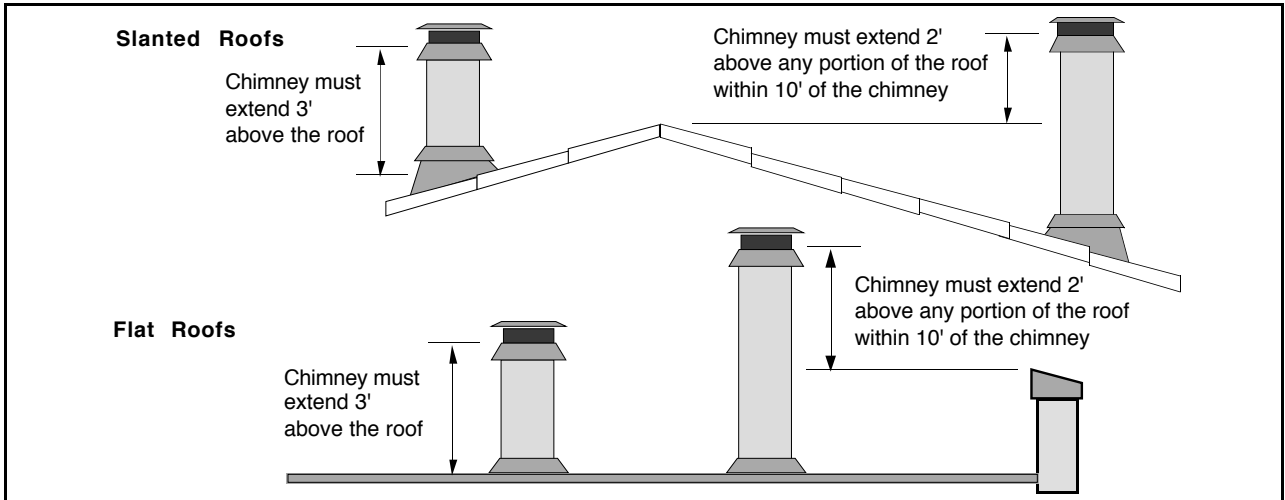 Slanted Roofs
Chimney must
extend 3'
above the roof
Chimney must extend 2'
above any portion of the roof
within 10' of the chimney
Flat Roofs
Chimney must
extend 3'
above the roof
Chimney must extend 2'
above any portion of the roof
within 10' of the chimney